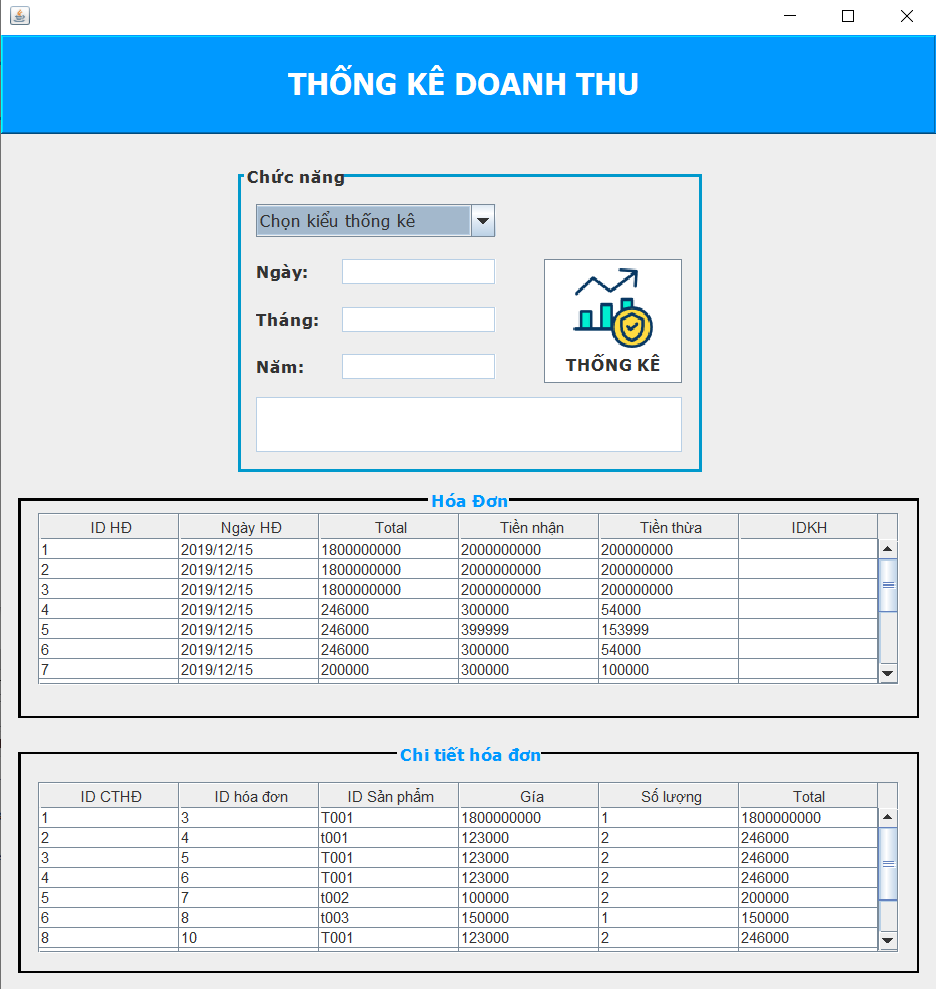 THỐNG KÊ DOANH THU
Chức năng
Chọn kiểu thống kê
Ngày:
Tháng:
Năm:
THỐNG KÊ
Hóa Đơn
ID HĐ Ngày HĐ Total Tiền nhận Tiền thừa IDKH
1 2019/12/15 1800000000 2000000000 200000000
2 2019/12/15 1800000000 2000000000 200000000
3 2019/12/15 1800000000 2000000000 200000000
4 2019/12/15 246000 300000 54000
5 2019/12/15 246000 399999 153999
6 2019/12/15 246000 300000 54000
7 2019/12/15 200000 300000 100000
Chi tiết hóa đơn
ID CTHĐ ID hóa đơn ID Sản phẩm Gía Số lượng Total
1 3 T001 1800000000 1 1800000000
2 4 t001 123000 2 246000
3 5 T001 123000 2 246000
4 6 T001 123000 2 246000
5 7 t002 100000 2 200000
6 8 t003 150000 1 150000
8 10 T001 123000 2 246000